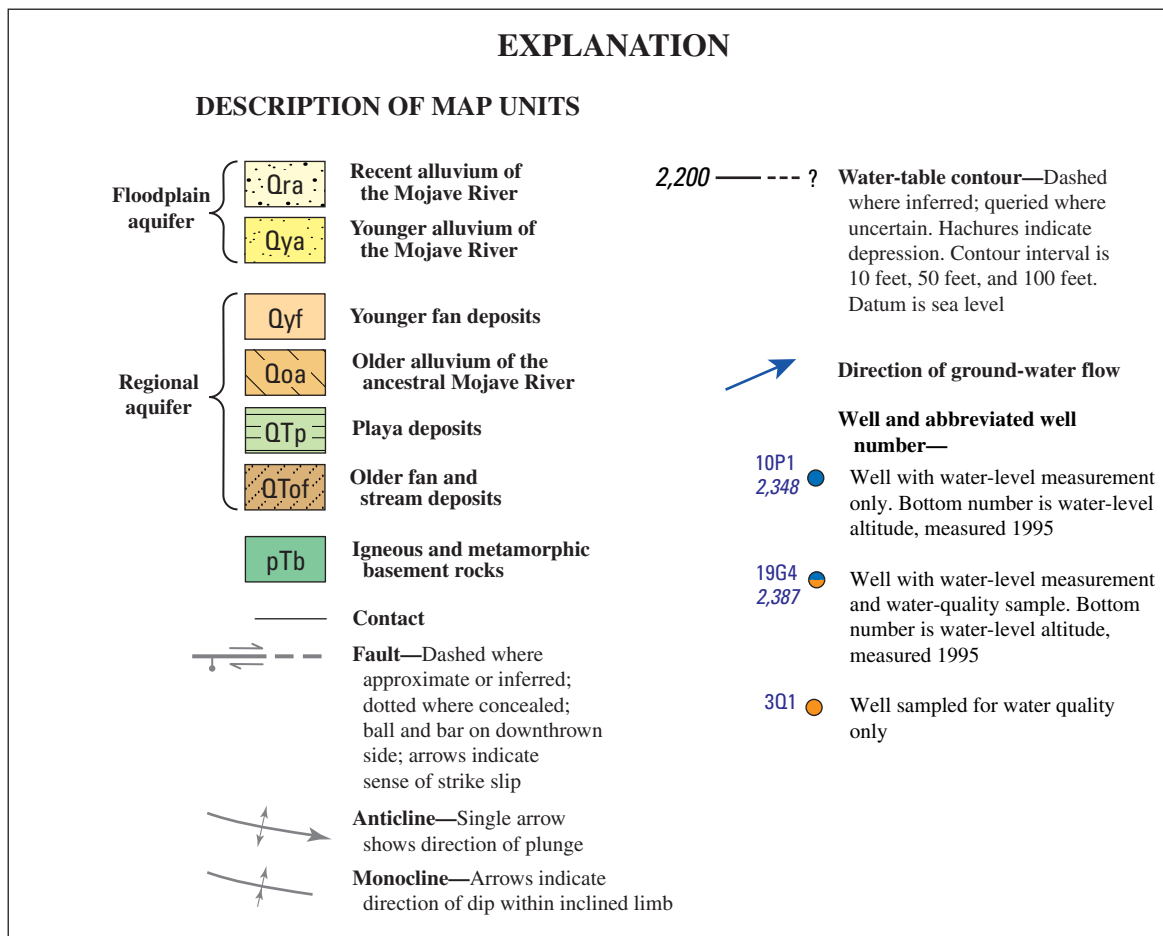 EXPLANATION
DESCRIPTION OF MAP UNITS
Floodplain
aquifer
Qra
Recent alluvium of
the Mojave River
Qya
Younger alluvium of
the Mojave River
Regional
aquifer
Qyf
Younger fan deposits
Qoa
Older alluvium of the
ancestral Mojave River
QTp
Playa deposits
QTof
Older fan and
stream deposits
pTb
Igneous and metamorphic
basement rocks
Contact
Fault—Dashed where
approximate or inferred;
dotted where concealed;
ball and bar on downthrown
side; arrows indicate
sense of strike slip
Anticline—Single arrow
shows direction of plunge
Monocline—Arrows indicate
direction of dip within inclined limb
2,200
?
Water-table contour—Dashed
where inferred; queried where
uncertain. Hachures indicate
depression. Contour interval is
10 feet, 50 feet, and 100 feet.
Datum is sea level
Direction of ground-water flow
Well and abbreviated well
number—
10P1
2,348
Well with water-level measurement
only. Bottom number is water-level
altitude, measured 1995
19G4
2,387
Well with water-level measurement
and water-quality sample. Bottom
number is water-level altitude,
measured 1995
3Q1
Well sampled for water quality
only